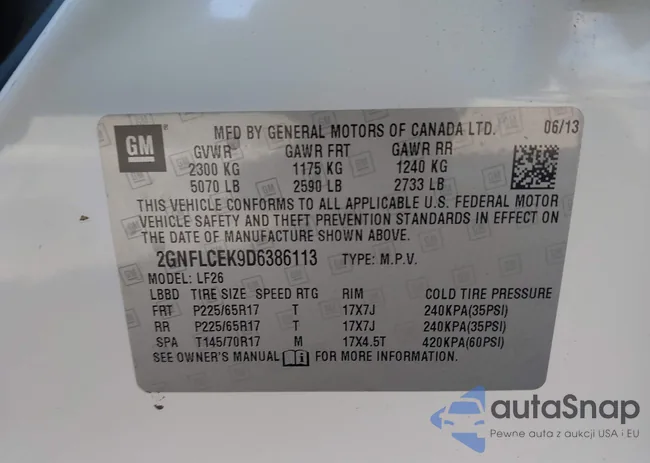 GM
MFD BY GENERAL MOTORS OF CANADA LTD. 06/13
GVWR GAWR FRT GAWR RR
2300 KG 1175 KG 1240 KG
5070 LB 2590 LB 2733 LB
THIS VEHICLE CONFORMS TO ALL APPLICABLE U.S. FEDERAL MOTOR
VEHICLE SAFETY AND THEFT PREVENTION STANDARDS IN EFFECT ON
THE DATE OF MANUFACTURE SHOWN ABOVE.
2GNFLCEK9D6386113 TYPE: M.P.V.
MODEL: LF26
LBBD TIRE SIZE SPEED RTG RIM COLD TIRE PRESSURE
FRT P225/65R17 T 17X7J 240KPA(35PSI)
RR P225/65R17 T 17X7J 240KPA(35PSI)
SPA T145/70R17 M 17X4.5T 420KPA(60PSI)
SEE OWNER'S MANUAL FOR MORE INFORMATION.
autaSnap
Pewne auta z aukcji USA i EU